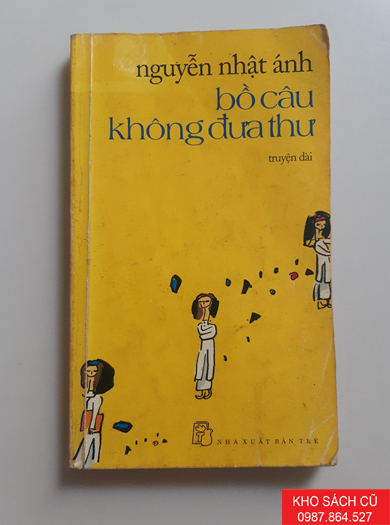 nguyễn nhật ánh
bồ câu
không đưa thư
truyện dài
NHÀ XUẤT BẢN TRẺ
KHO SÁCH CŨ
0987.864.527